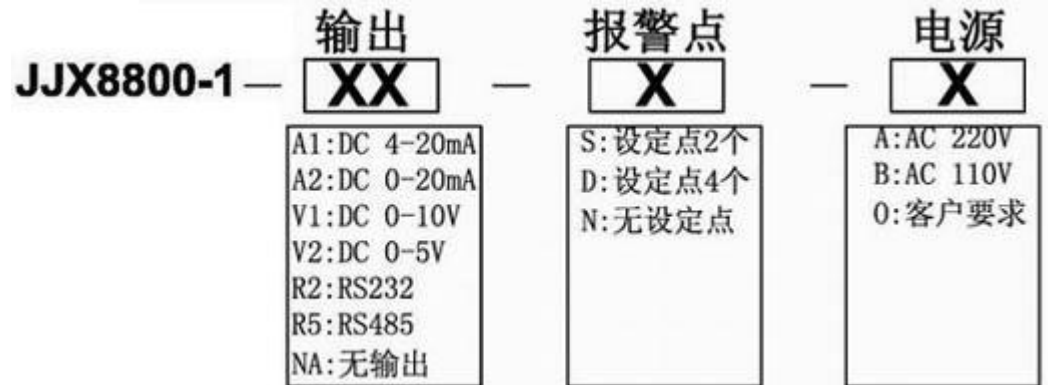 输出 报警点 电源
JJX8800-1 — XX — X — X
A1:DC 4-20mA
A2:DC 0-20mA
V1:DC 0-10V
V2:DC 0-5V
R2:RS232
R5:RS485
NA:无输出
S:设定点2个
D:设定点4个
N:无设定点
A:AC 220V
B:AC 110V
O:客户要求